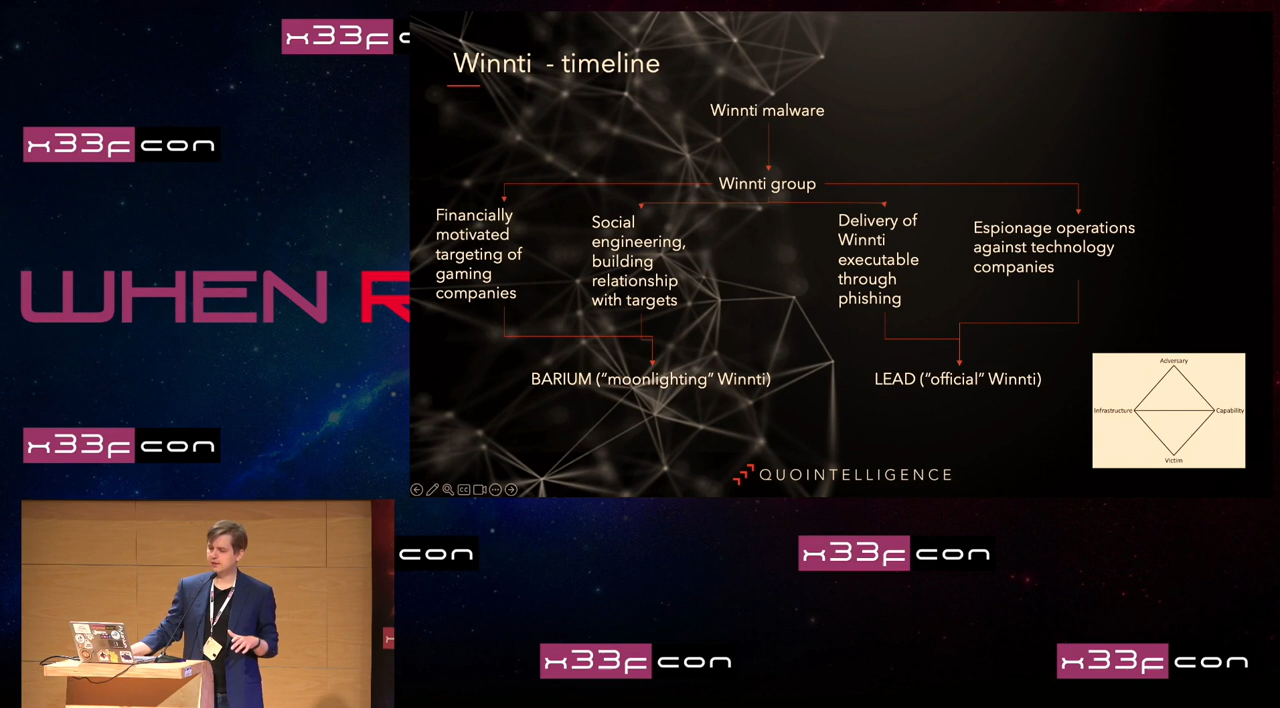 x33fc
x33fcon
WHEN R
x33fcon
con
x33fcon
x33fcon
x33fcon
Winnti - timeline
Winnti malware
Winnti group
Financially
motivated
targeting of
gaming
companies
Social
engineering,
building
relationship
with targets
Delivery of
Winnti
executable
through
phishing
Espionage operations
against technology
companies
BARIUM (“moonlighting” Winnti)
LEAD (“official” Winnti)
Adversary
Infrastructure
Capability
Victim
QUOINTELLIGENCE
CC